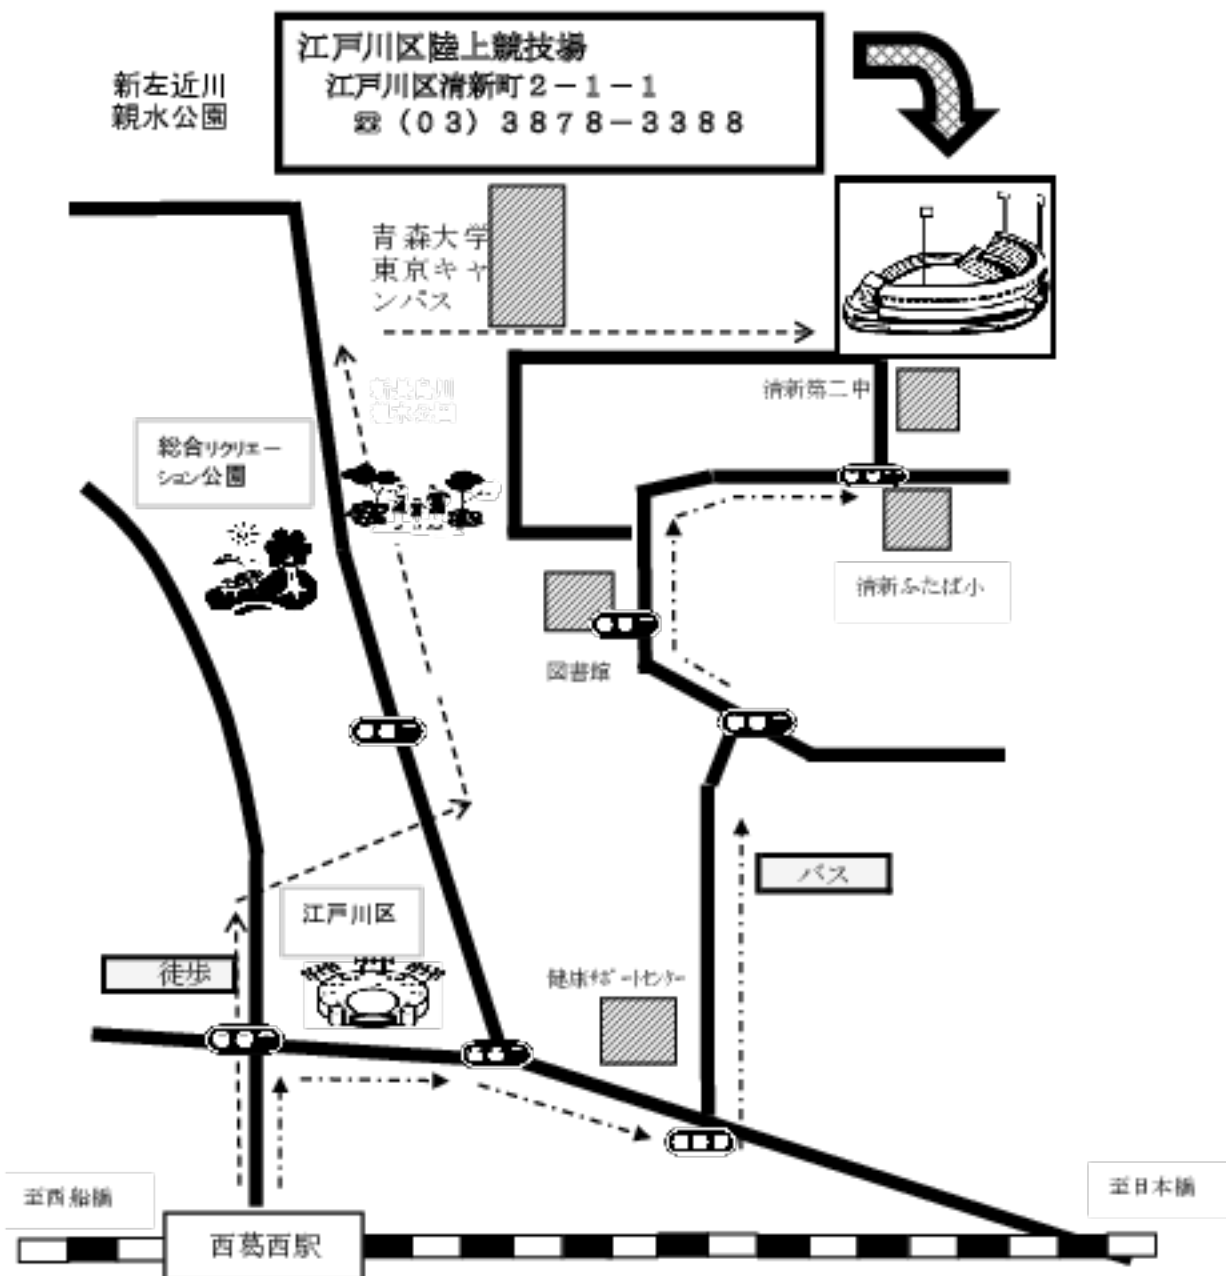 江戸川区陸上競技場
江戸川区清新町2-1-1
☎(03)3878-3388
新左近川
親水公園
青森大学
東京キャ
ンパス
清新第二中
総合リクリエー
ション公園
清新ふたば小
図書館
バス
江戸川区
徒歩
健康サポートセンター
至西船橋
至日本橋
西葛西駅